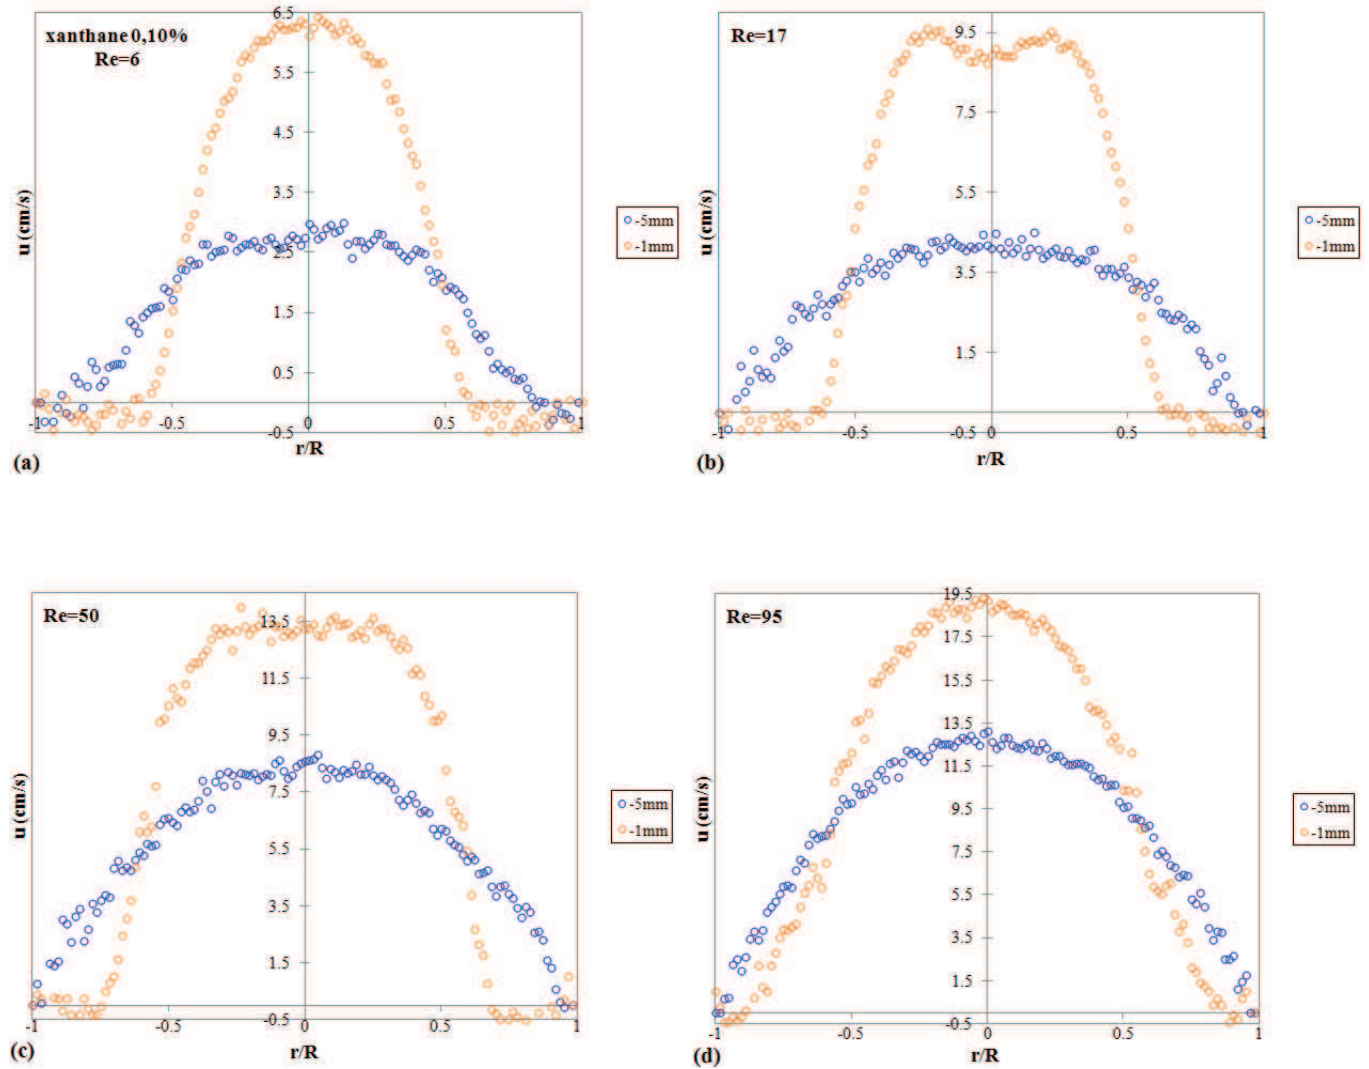 xanthane 0,10%
Re=6
6.5
5.5
4.5
3.5
2.5
1.5
0.5
-0.5
-1
-0.5
0
0.5
1
u (cm/s)
r/R
-5mm
-1mm
(a)
Re=17
9.5
7.5
5.5
3.5
1.5
-0.5
-1
-0.5
0
0.5
1
u (cm/s)
r/R
-5mm
-1mm
(b)
Re=50
13.5
11.5
9.5
7.5
5.5
3.5
1.5
-0.5
-1
-0.5
0
0.5
1
u (cm/s)
r/R
-5mm
-1mm
(c)
Re=95
19.5
17.5
15.5
13.5
11.5
9.5
7.5
5.5
3.5
1.5
-0.5
-1
-0.5
0
0.5
1
u (cm/s)
r/R
-5mm
-1mm
(d)